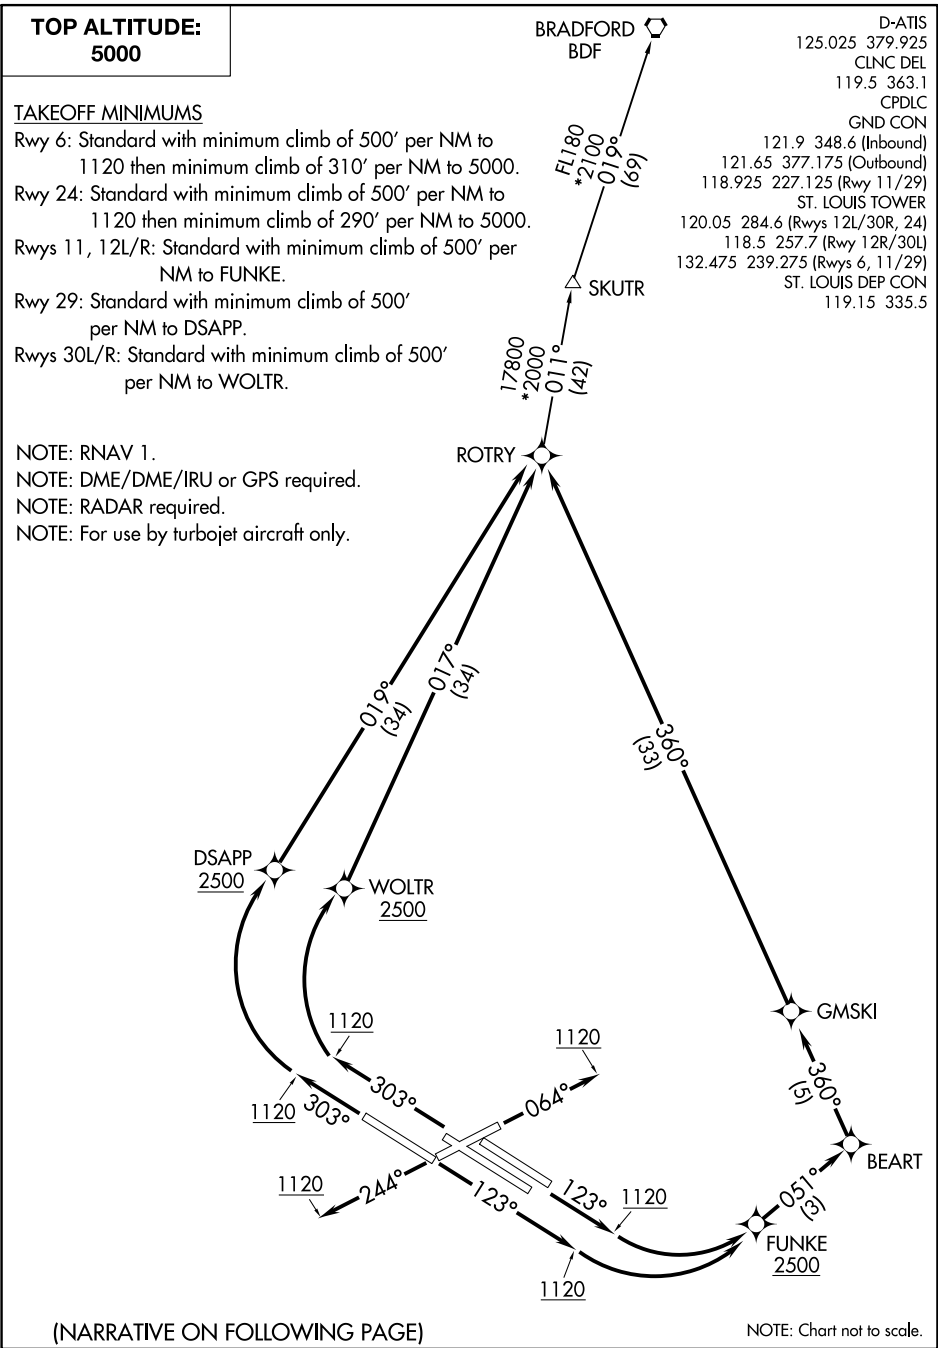 TOP ALTITUDE:
5000
TAKEOFF MINIMUMS
Rwy 6: Standard with minimum climb of 500' per NM to
1120 then minimum climb of 310' per NM to 5000.
Rwy 24: Standard with minimum climb of 500' per NM to
1120 then minimum climb of 290' per NM to 5000.
Rwys 11, 12L/R: Standard with minimum climb of 500' per
NM to FUNKE.
Rwy 29: Standard with minimum climb of 500'
per NM to DSAPP.
Rwys 30L/R: Standard with minimum climb of 500'
per NM to WOLTR.
NOTE: RNAV 1.
NOTE: DME/DME/IRU or GPS required.
NOTE: RADAR required.
NOTE: For use by turbojet aircraft only.
D-ATIS
125.025 379.925
CLNC DEL
119.5 363.1
CPDLC
GND CON
121.9 348.6 (Inbound)
121.65 377.175 (Outbound)
118.925 227.125 (Rwy 11/29)
ST. LOUIS TOWER
120.05 284.6 (Rwys 12L/30R, 24)
118.5 257.7 (Rwy 12R/30L)
132.475 239.275 (Rwys 6, 11/29)
ST. LOUIS DEP CON
119.15 335.5
BRADFORD
BDF
FL180
*2100
019°
(69)
SKUTR
17800
*2000
011°
(42)
ROTRY
019°
(34)
017°
(34)
360°
(33)
DSAPP
2500
WOLTR
2500
GMSKI
360°
(5)
BEART
051°
(3)
FUNKE
2500
1120
303°
1120
303°
1120
064°
1120
244°
123°
1120
123°
1120
(NARRATIVE ON FOLLOWING PAGE)
NOTE: Chart not to scale.